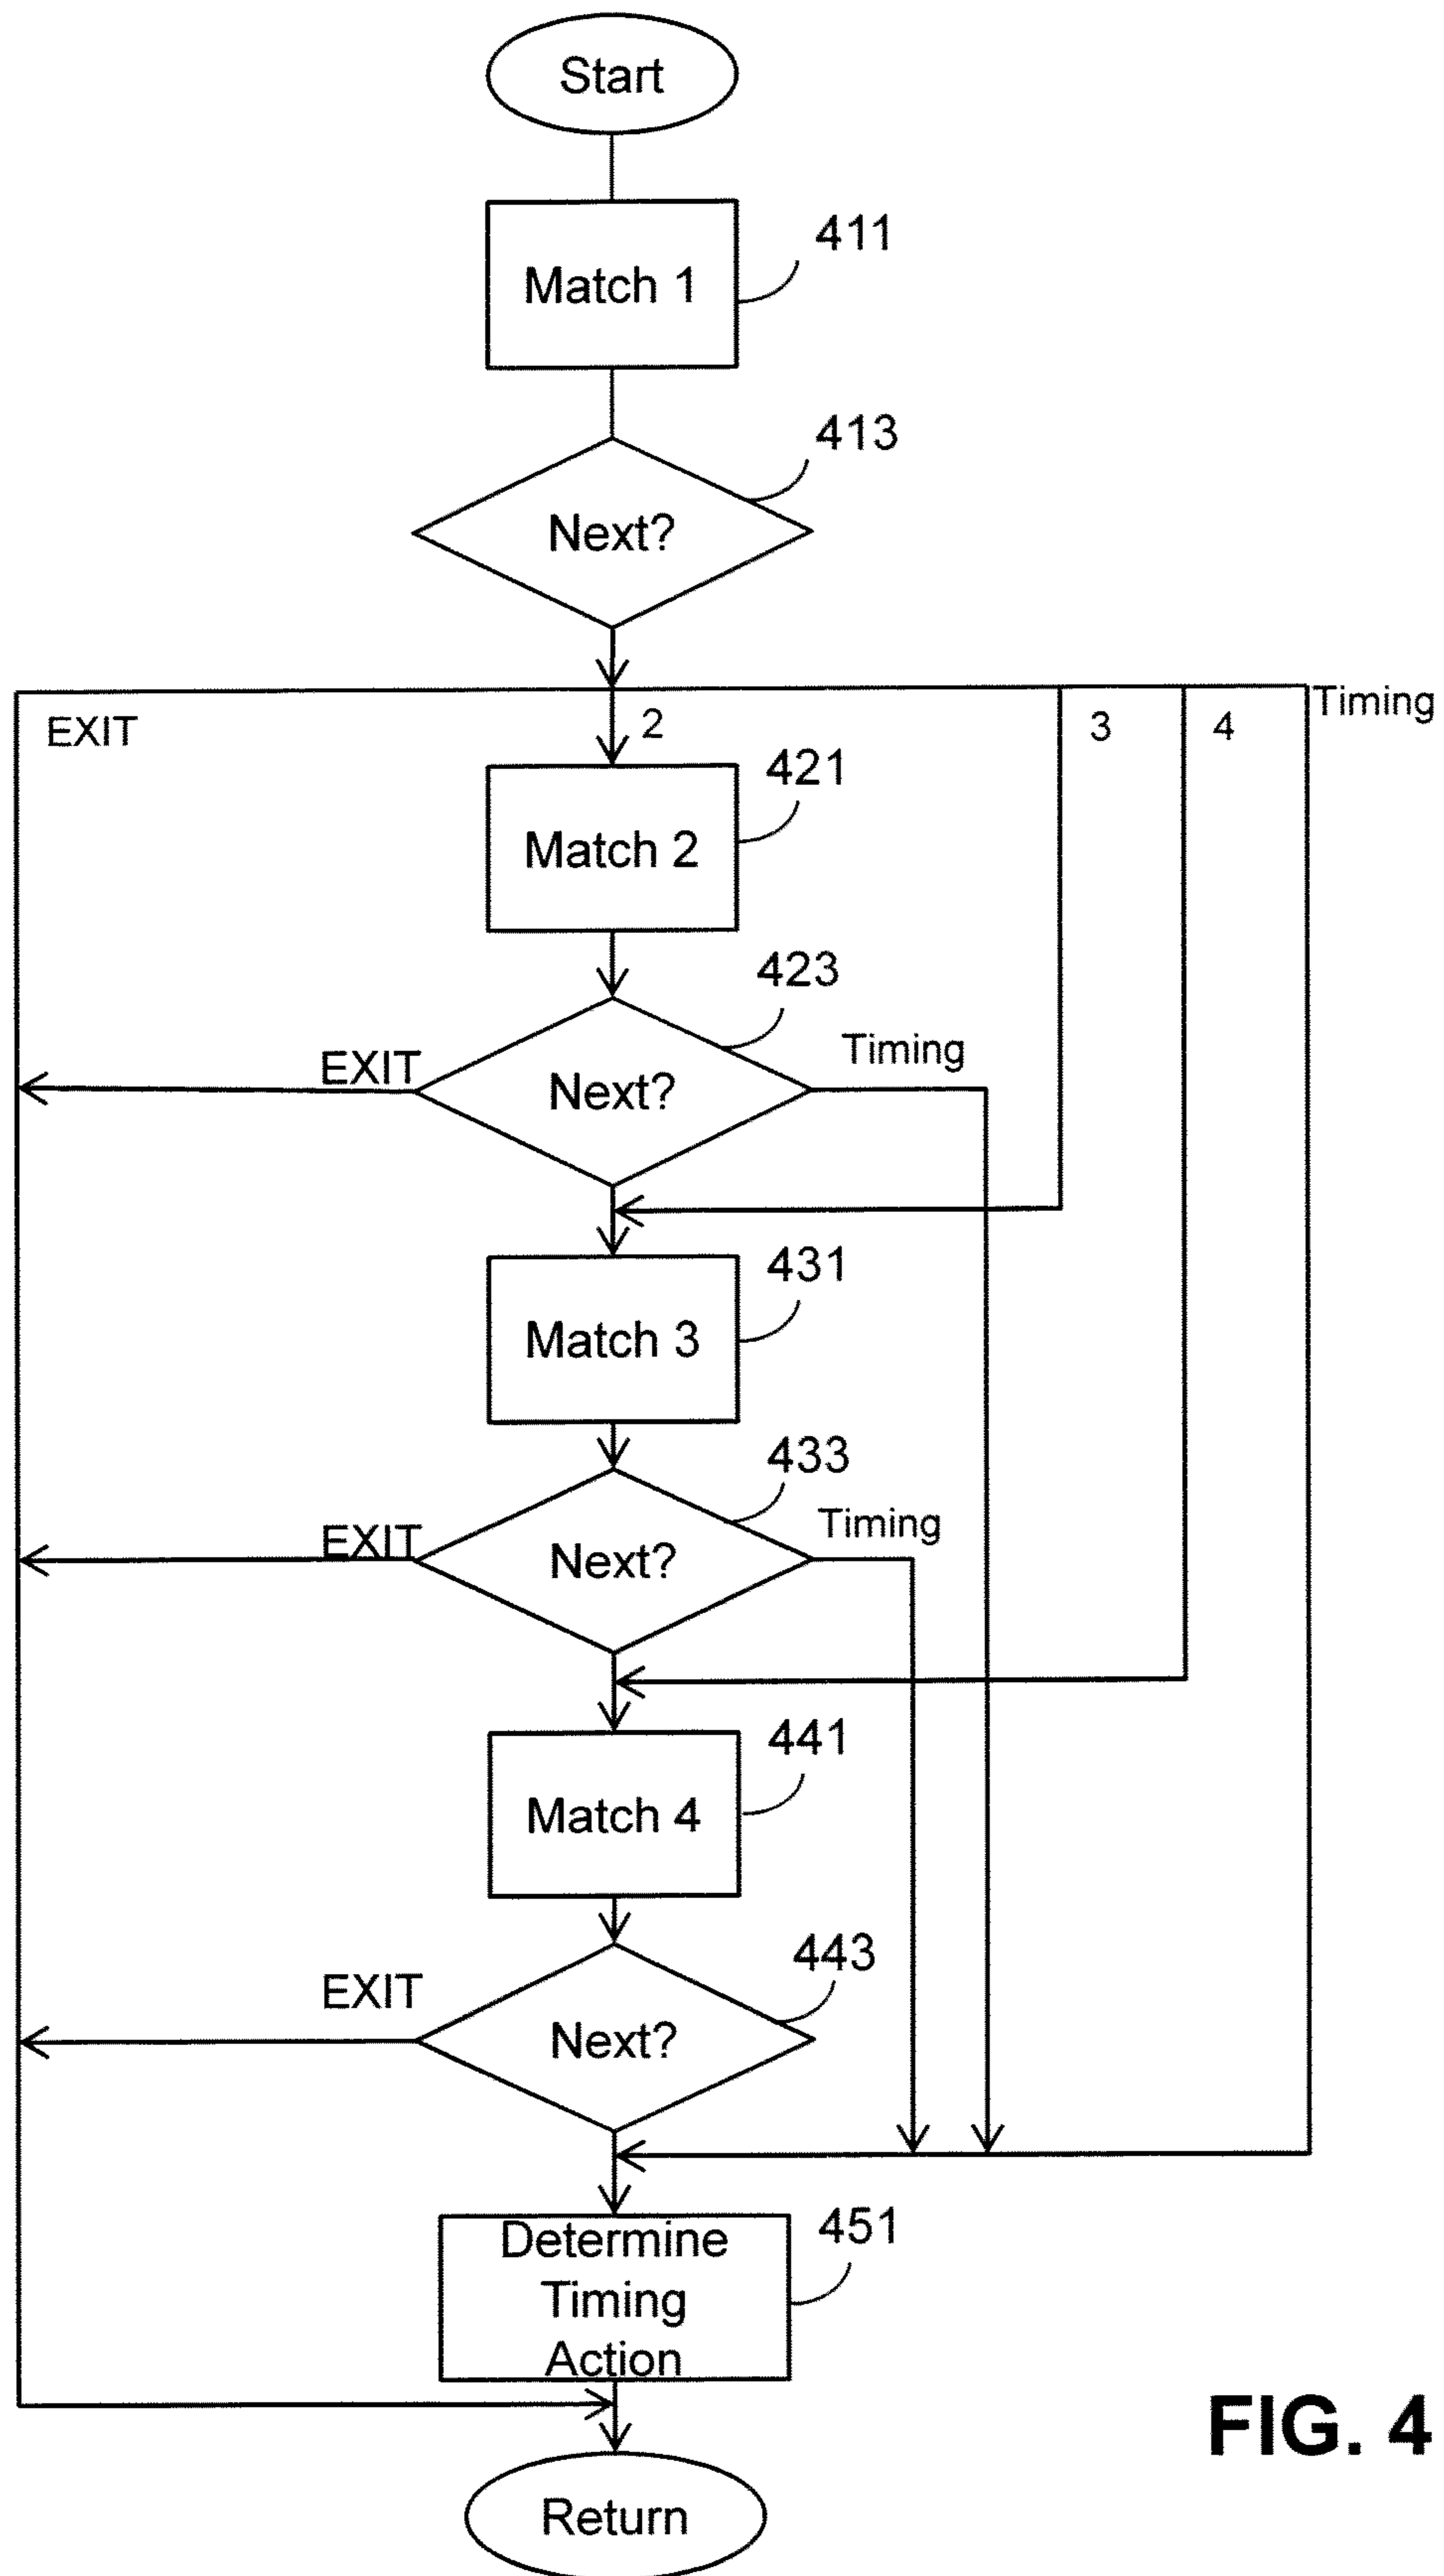 Start
Match 1
411
413
Next?
EXIT
2
3
4
Timing
Match 2
421
423
EXIT
Next?
Timing
431
Match 3
433
EXIT
Next?
Timing
441
Match 4
443
EXIT
Next?
451
Determine
Timing
Action
FIG. 4
Return